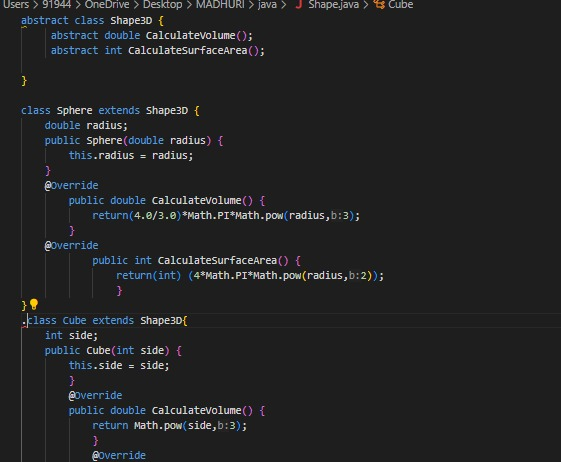 Users > 91944 > OneDrive > Desktop > MADHURI > java > J Shape.java > Cube
abstract class Shape3D {
abstract double CalculateVolume();
abstract int CalculateSurfaceArea();
}
class Sphere extends Shape3D {
double radius;
public Sphere(double radius) {
this.radius = radius;
}
@Override
public double CalculateVolume() {
return(4.0/3.0)*Math.PI*Math.pow(radius,b:3);
}
@Override
public int CalculateSurfaceArea() {
return(int) (4*Math.PI*Math.pow(radius,b:2));
}
}
.class Cube extends Shape3D{
int side;
public Cube(int side) {
this.side = side;
}
@Override
public double CalculateVolume() {
return Math.pow(side,b:3);
}
@Override